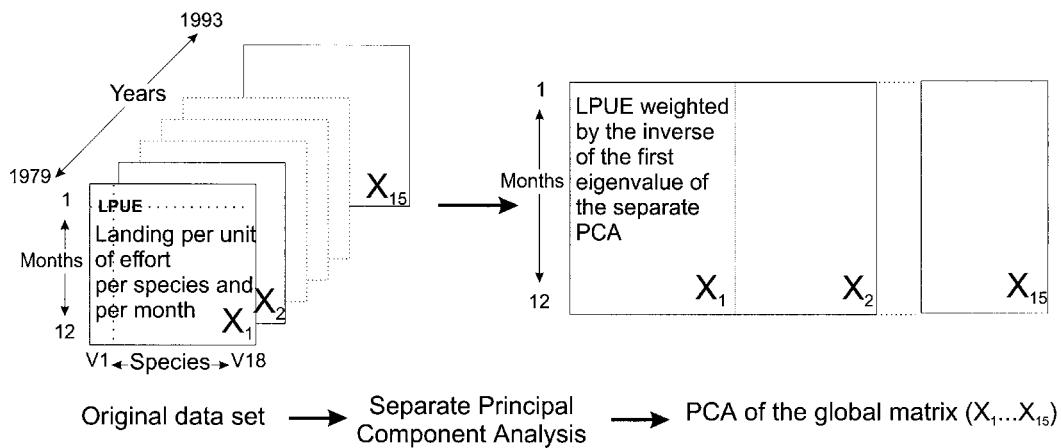 1993
Years
1979
1
Months
12
LPUE
Landing per unit
of effort
per species and
per month
X1
X2
X15
V1 Species V18
1
Months
12
LPUE weighted
by the inverse
of the first
eigenvalue of
the separate
PCA
X1
X2
X15
Original data set
Separate Principal
Component Analysis
PCA of the global matrix (X1...X15)